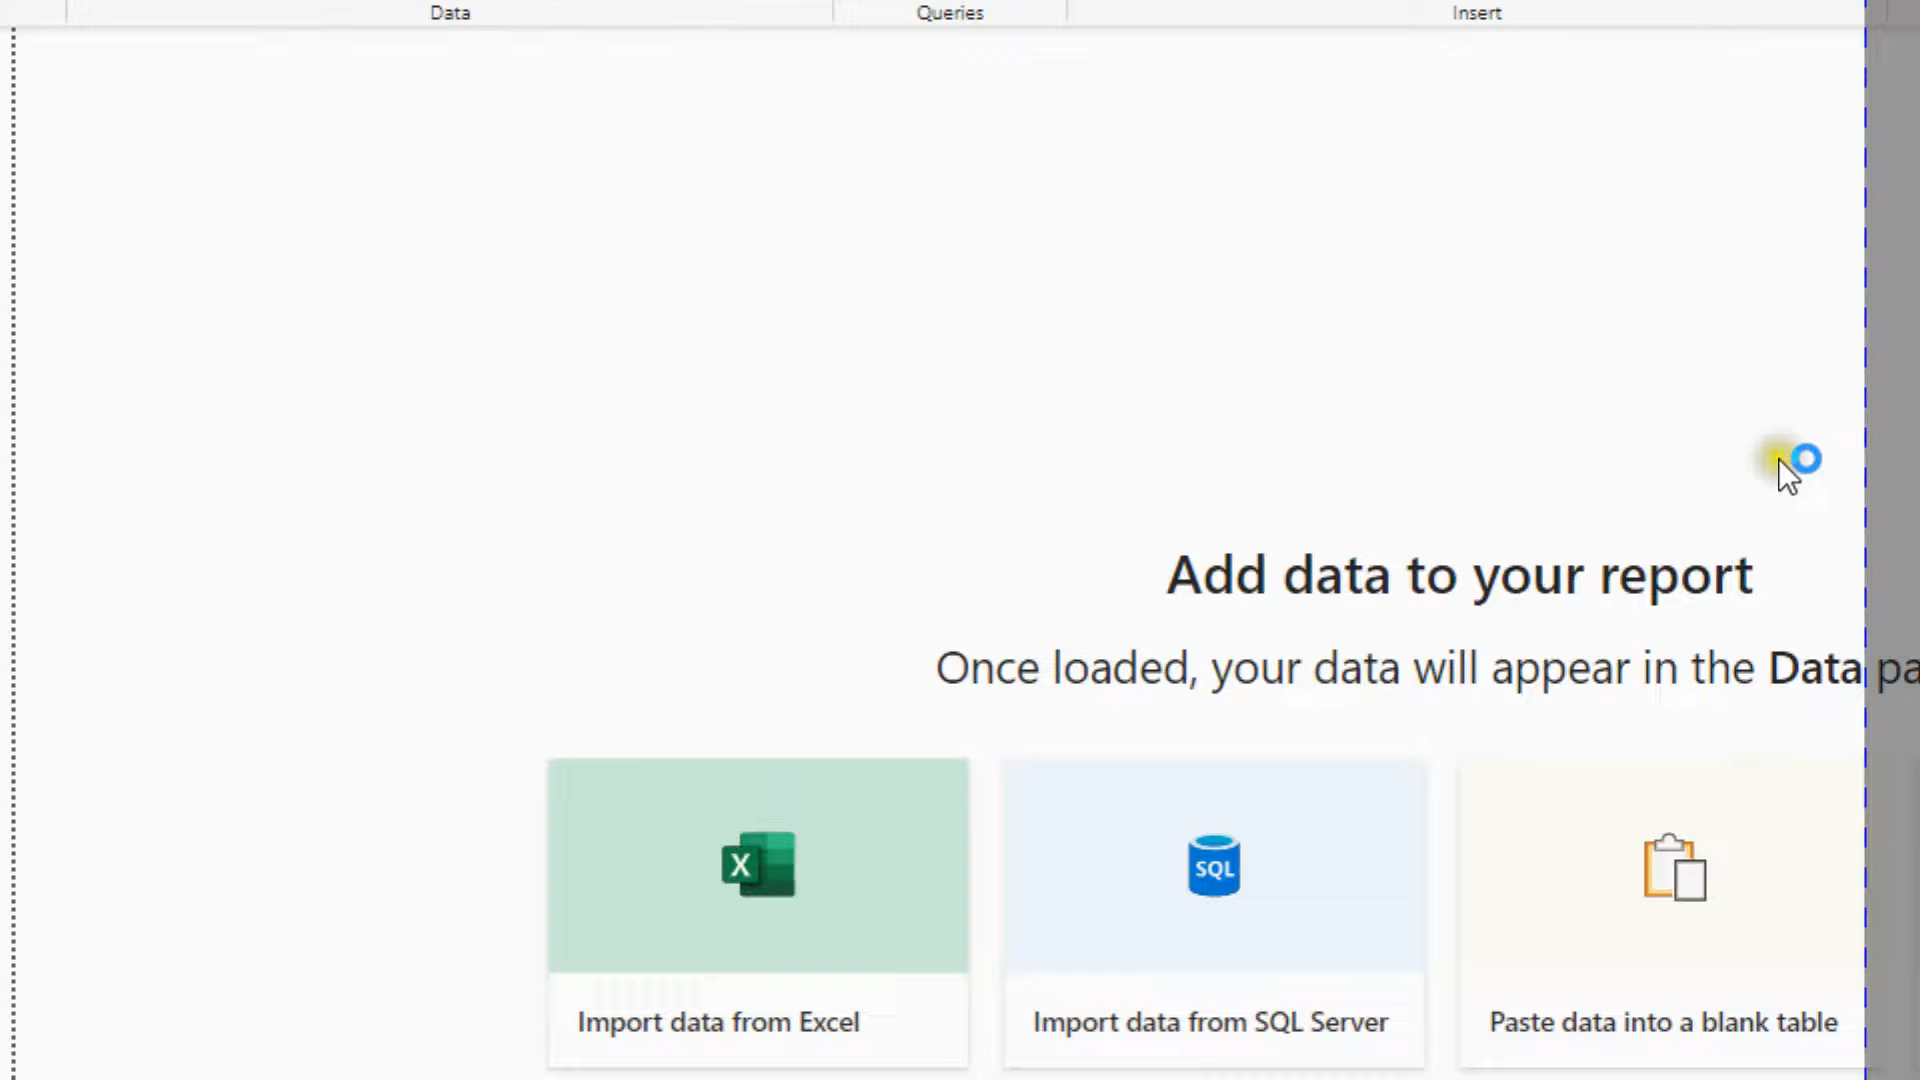 Data Queries Insert
Add data to your report
Once loaded, your data will appear in the Data pa
X SQL
Import data from Excel Import data from SQL Server Paste data into a blank table